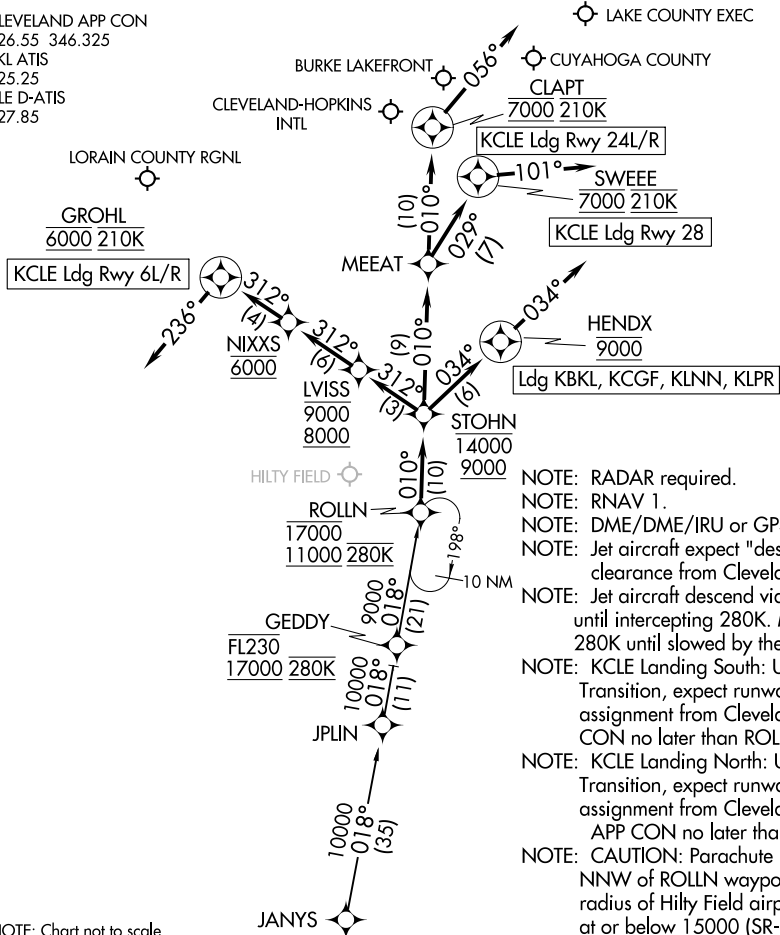 LEVELAND APP CON
26.55 346.325
KL ATIS
25.25
LE D-ATIS
27.85
LAKE COUNTY EXEC
BURKE LAKEFRONT
056°
CUYAHOGA COUNTY
CLEVELAND-HOPKINS
INTL
CLAPT
7000 210K
KCLE Ldg Rwy 24L/R
LORAIN COUNTY RGNL
101°
SWEEE
7000 210K
KCLE Ldg Rwy 28
GROHL
6000 210K
KCLE Ldg Rwy 6L/R
(10)
010°
029°
(7)
MEEAT
236°
312°
(4)
NIXXS
6000
312°
(6)
LVISS
9000
8000
312°
(3)
(9)
010°
034°
(6)
034°
HENDX
9000
Ldg KBKL, KCGF, KLNN, KLPR
STOHN
14000
9000
HILTY FIELD
010°
(10)
ROLLN
17000
11000 280K
198°
10 NM
9000
018°
(21)
GEDDY
FL230
17000 280K
10000
018°
(11)
JPLIN
10000
018°
(35)
JANYS
NOTE: RADAR required.
NOTE: RNAV 1.
NOTE: DME/DME/IRU or GP
NOTE: Jet aircraft expect "des
clearance from Clevela
NOTE: Jet aircraft descend via
until intercepting 280K.
280K until slowed by the
NOTE: KCLE Landing South: U
Transition, expect runwa
assignment from Clevela
CON no later than ROL
NOTE: KCLE Landing North: U
Transition, expect runwa
assignment from Clevela
APP CON no later tha
NOTE: CAUTION: Parachute
NNW of ROLLN waypo
radius of Hilty Field airp
at or below 15000 (SR-
OTE: Chart not to scale